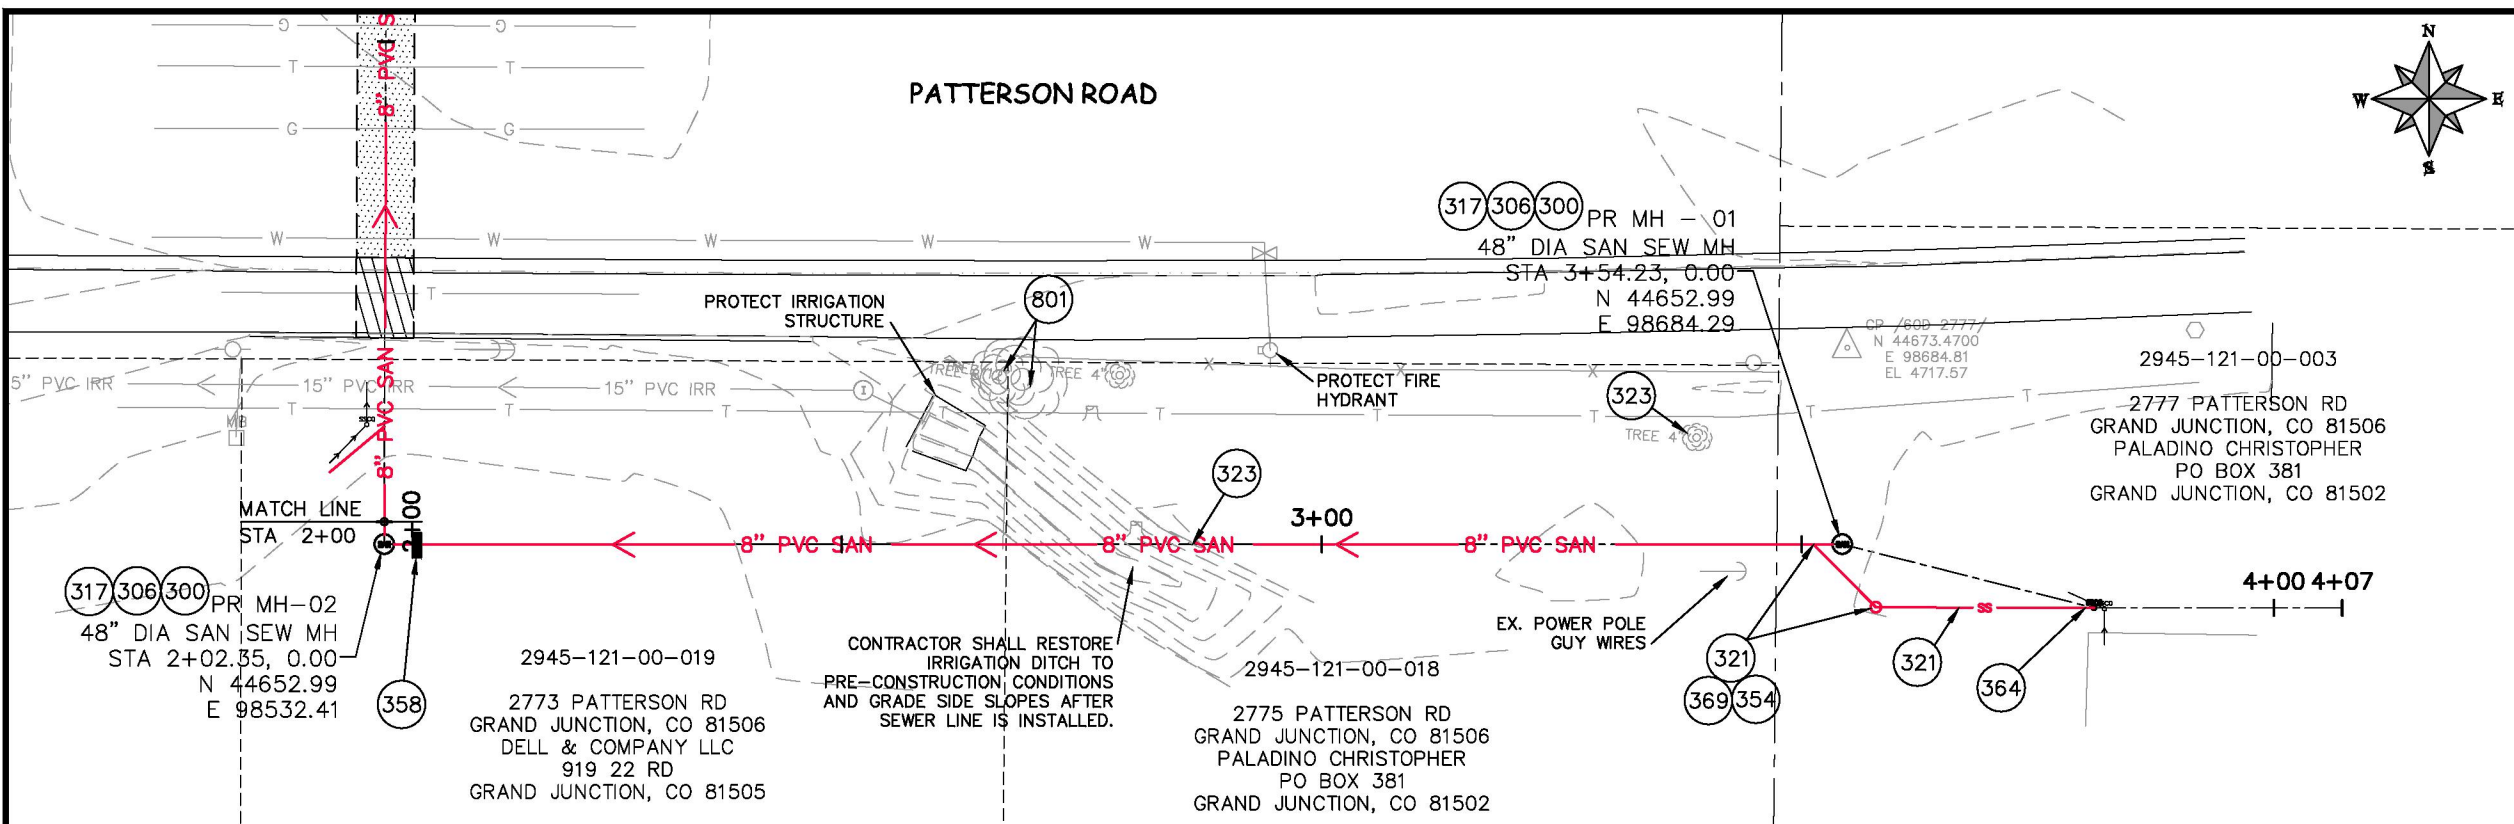 G G
T T
8" PVC S
PATTERSON ROAD
N
W E
S
G G
317 306 300 PR MH - 01
48" DIA SAN SEW MH
STA 3+54.23, 0.00
N 44652.99
E 98684.29
W W W W W
T
PROTECT IRRIGATION
STRUCTURE
801
CP /60D 2777/
N 44673.4700
E 98684.81
EL 4717.57
2945-121-00-003
2777 PATTERSON RD
GRAND JUNCTION, CO 81506
PALADINO CHRISTOPHER
PO BOX 381
GRAND JUNCTION, CO 81502
5" PVC IRR 15" PVC IRR 15" PVC IRR
I
TREE 4"
X X X
PROTECT FIRE
HYDRANT
323
TREE 4"
T T T T T T T T T T
MB
8" PVC SAN
8" PVC SAN
MATCH LINE
STA 2+00
2+00
323
3+00
8" PVC SAN 8" PVC SAN 8" PVC SAN
317 306 300 PR MH-02
48" DIA SAN SEW MH
STA 2+02.35, 0.00
N 44652.99
E 98532.41
358
2945-121-00-019
2773 PATTERSON RD
GRAND JUNCTION, CO 81506
DELL & COMPANY LLC
919 22 RD
GRAND JUNCTION, CO 81505
CONTRACTOR SHALL RESTORE
IRRIGATION DITCH TO
PRE-CONSTRUCTION CONDITIONS
AND GRADE SIDE SLOPES AFTER
SEWER LINE IS INSTALLED.
2945-121-00-018
2775 PATTERSON RD
GRAND JUNCTION, CO 81506
PALADINO CHRISTOPHER
PO BOX 381
GRAND JUNCTION, CO 81502
EX. POWER POLE
GUY WIRES
SS
4+00 4+07
321
369 354
321
364